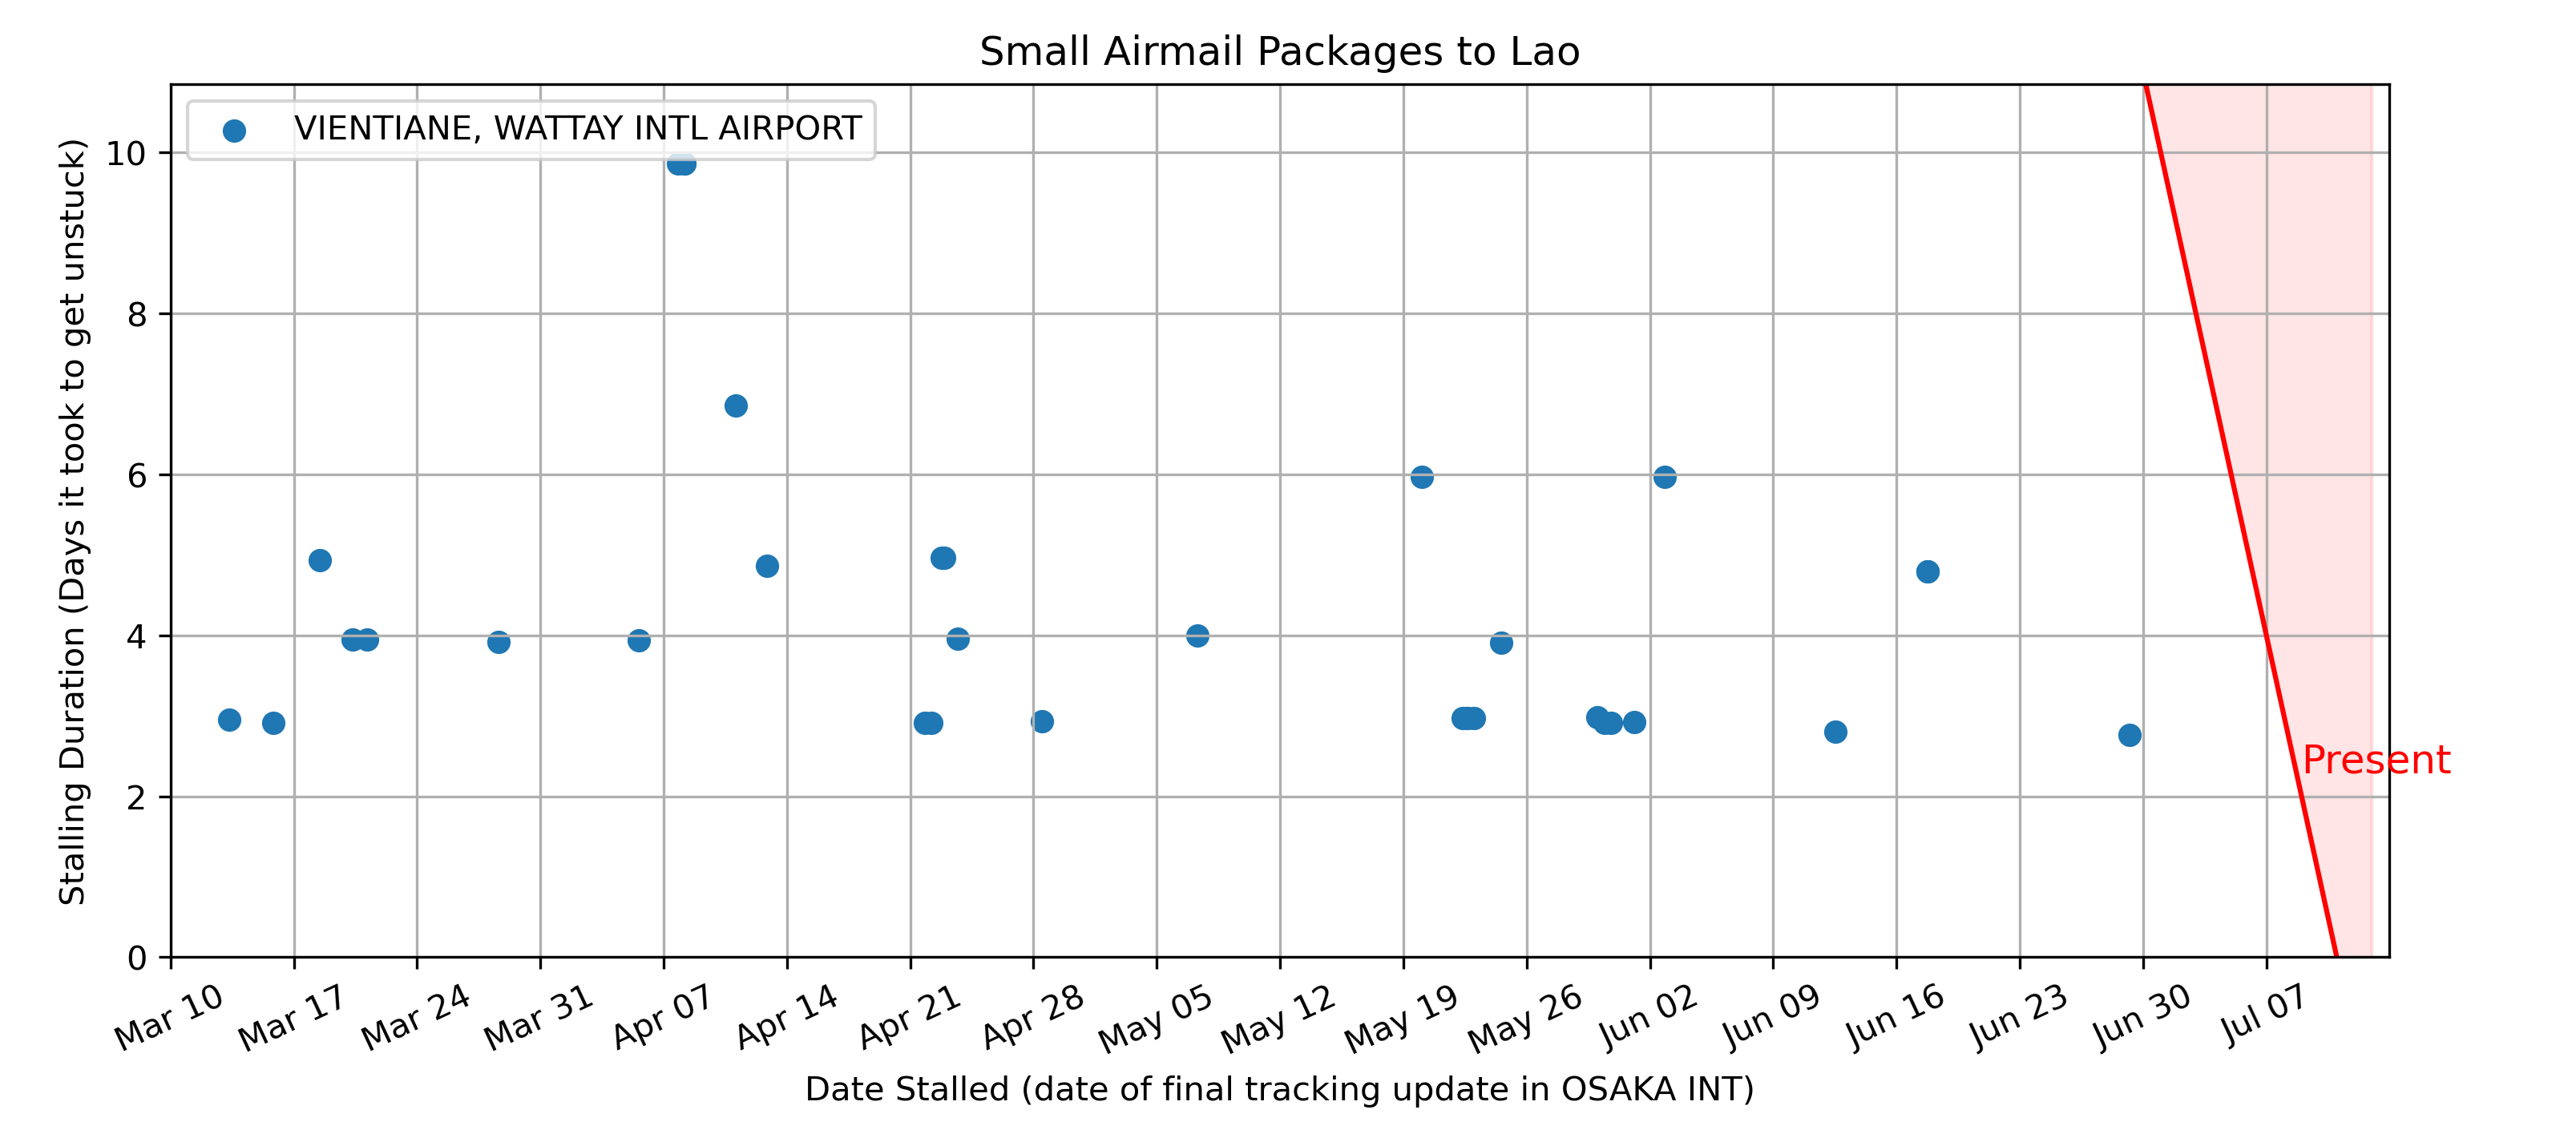 Small Airmail Packages to Lao
VIENTIANE, WATTAY INTL AIRPORT
Stalling Duration (Days it took to get unstuck)
10
8
6
4
2
0
Present
Mar 10
Mar 17
Mar 24
Mar 31
Apr 07
Apr 14
Apr 21
Apr 28
May 05
May 12
May 19
May 26
Jun 02
Jun 09
Jun 16
Jun 23
Jun 30
Jul 07
Date Stalled (date of final tracking update in OSAKA INT)